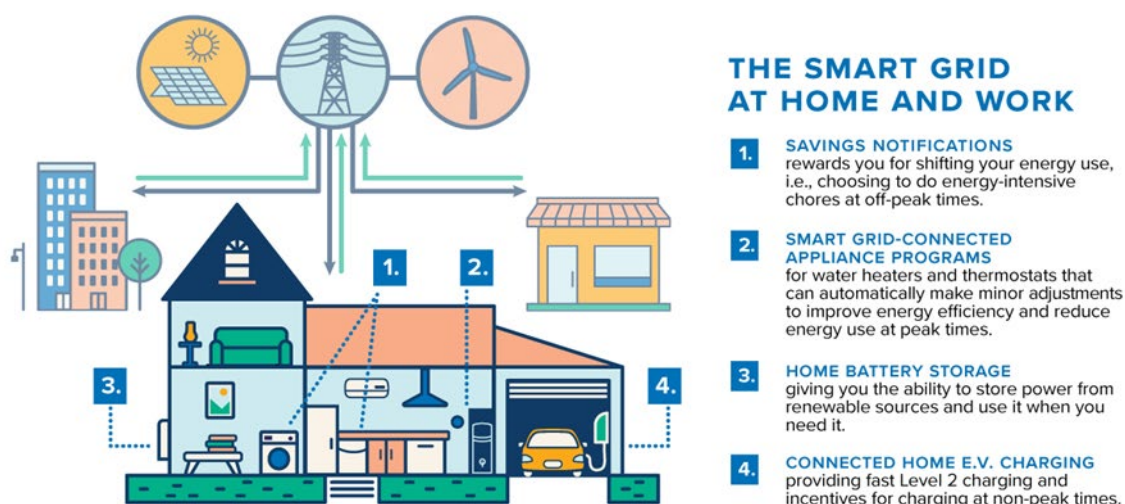 THE SMART GRID
AT HOME AND WORK
1.
SAVINGS NOTIFICATIONS
rewards you for shifting your energy use,
i.e., choosing to do energy-intensive
chores at off-peak times.
2.
SMART GRID-CONNECTED
APPLIANCE PROGRAMS
for water heaters and thermostats that
can automatically make minor adjustments
to improve energy efficiency and reduce
energy use at peak times.
3.
HOME BATTERY STORAGE
giving you the ability to store power from
renewable sources and use it when you
need it.
4.
CONNECTED HOME E.V. CHARGING
providing fast Level 2 charging and
incentives for charging at non-peak times.
1.
2.
3.
4.